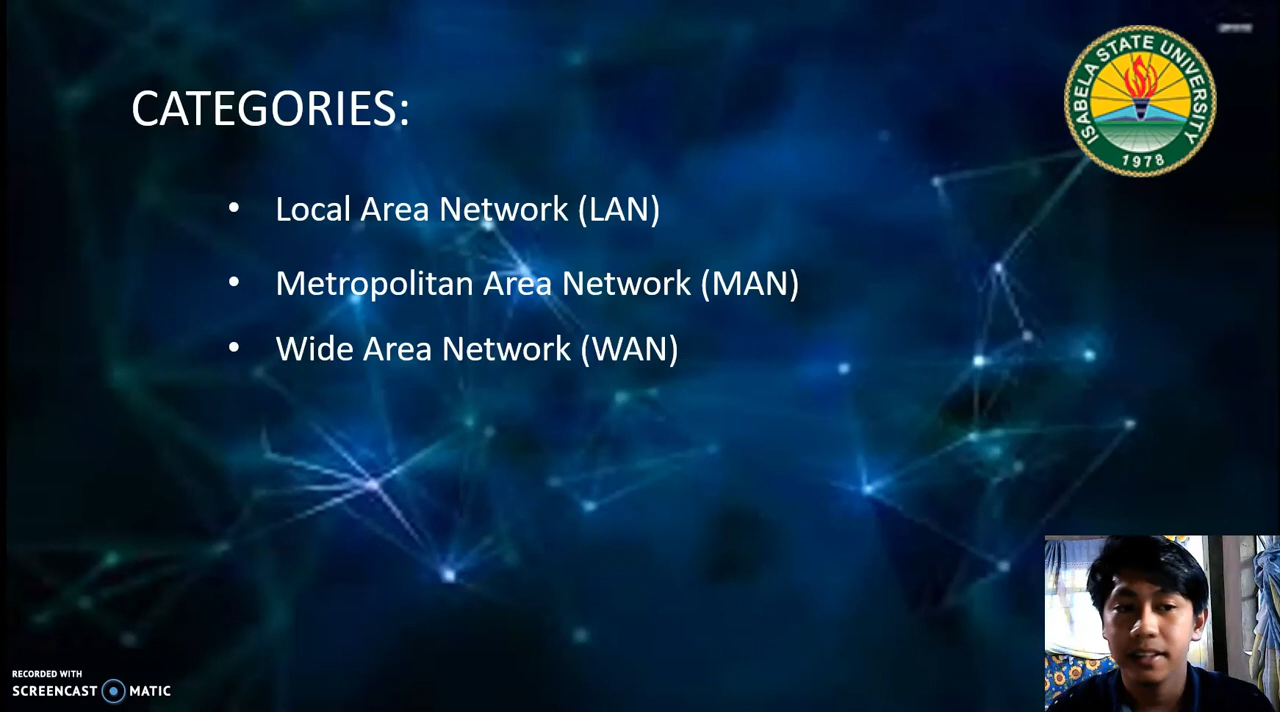 CATEGORIES:
ISABELA STATE UNIVERSITY
1978
• Local Area Network (LAN)
• Metropolitan Area Network (MAN)
• Wide Area Network (WAN)
RECORDED WITH
SCREENCAST MATIC